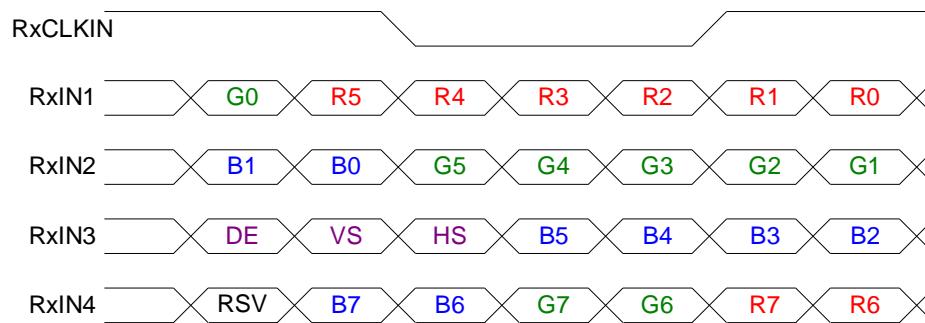 RxCLKIN
RxIN1 G0 R5 R4 R3 R2 R1 R0
RxIN2 B1 B0 G5 G4 G3 G2 G1
RxIN3 DE VS HS B5 B4 B3 B2
RxIN4 RSV B7 B6 G7 G6 R7 R6